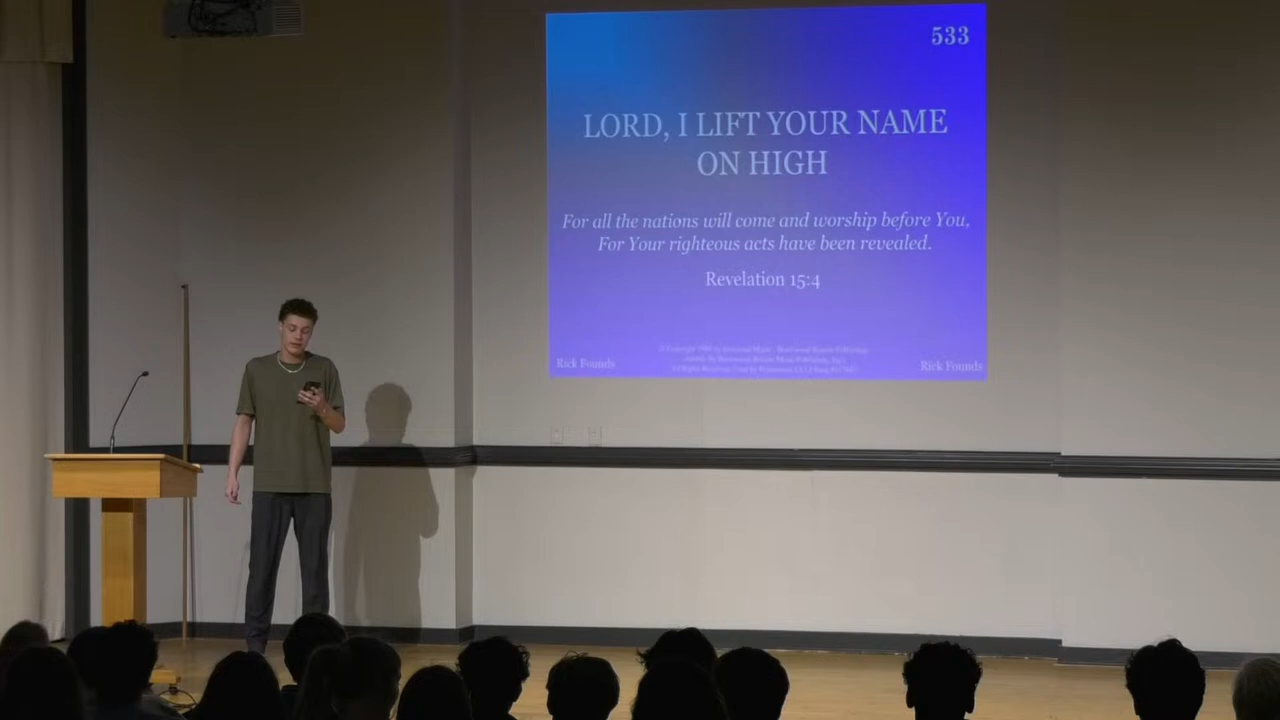 533
LORD, I LIFT YOUR NAME
ON HIGH
For all the nations will come and worship before You,
For Your righteous acts have been revealed.
Revelation 15:4
Rick Founds
Rick Founds